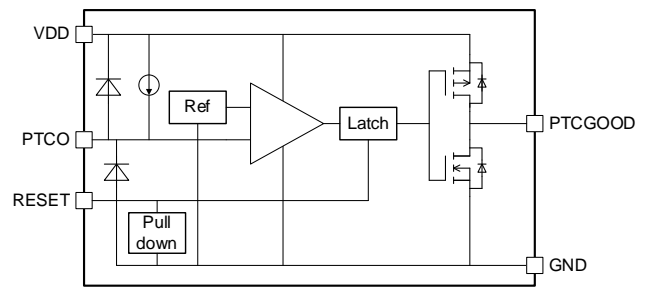 VDD
Ref
Latch
PTCO
PTCGOOD
RESET
Pull
down
GND